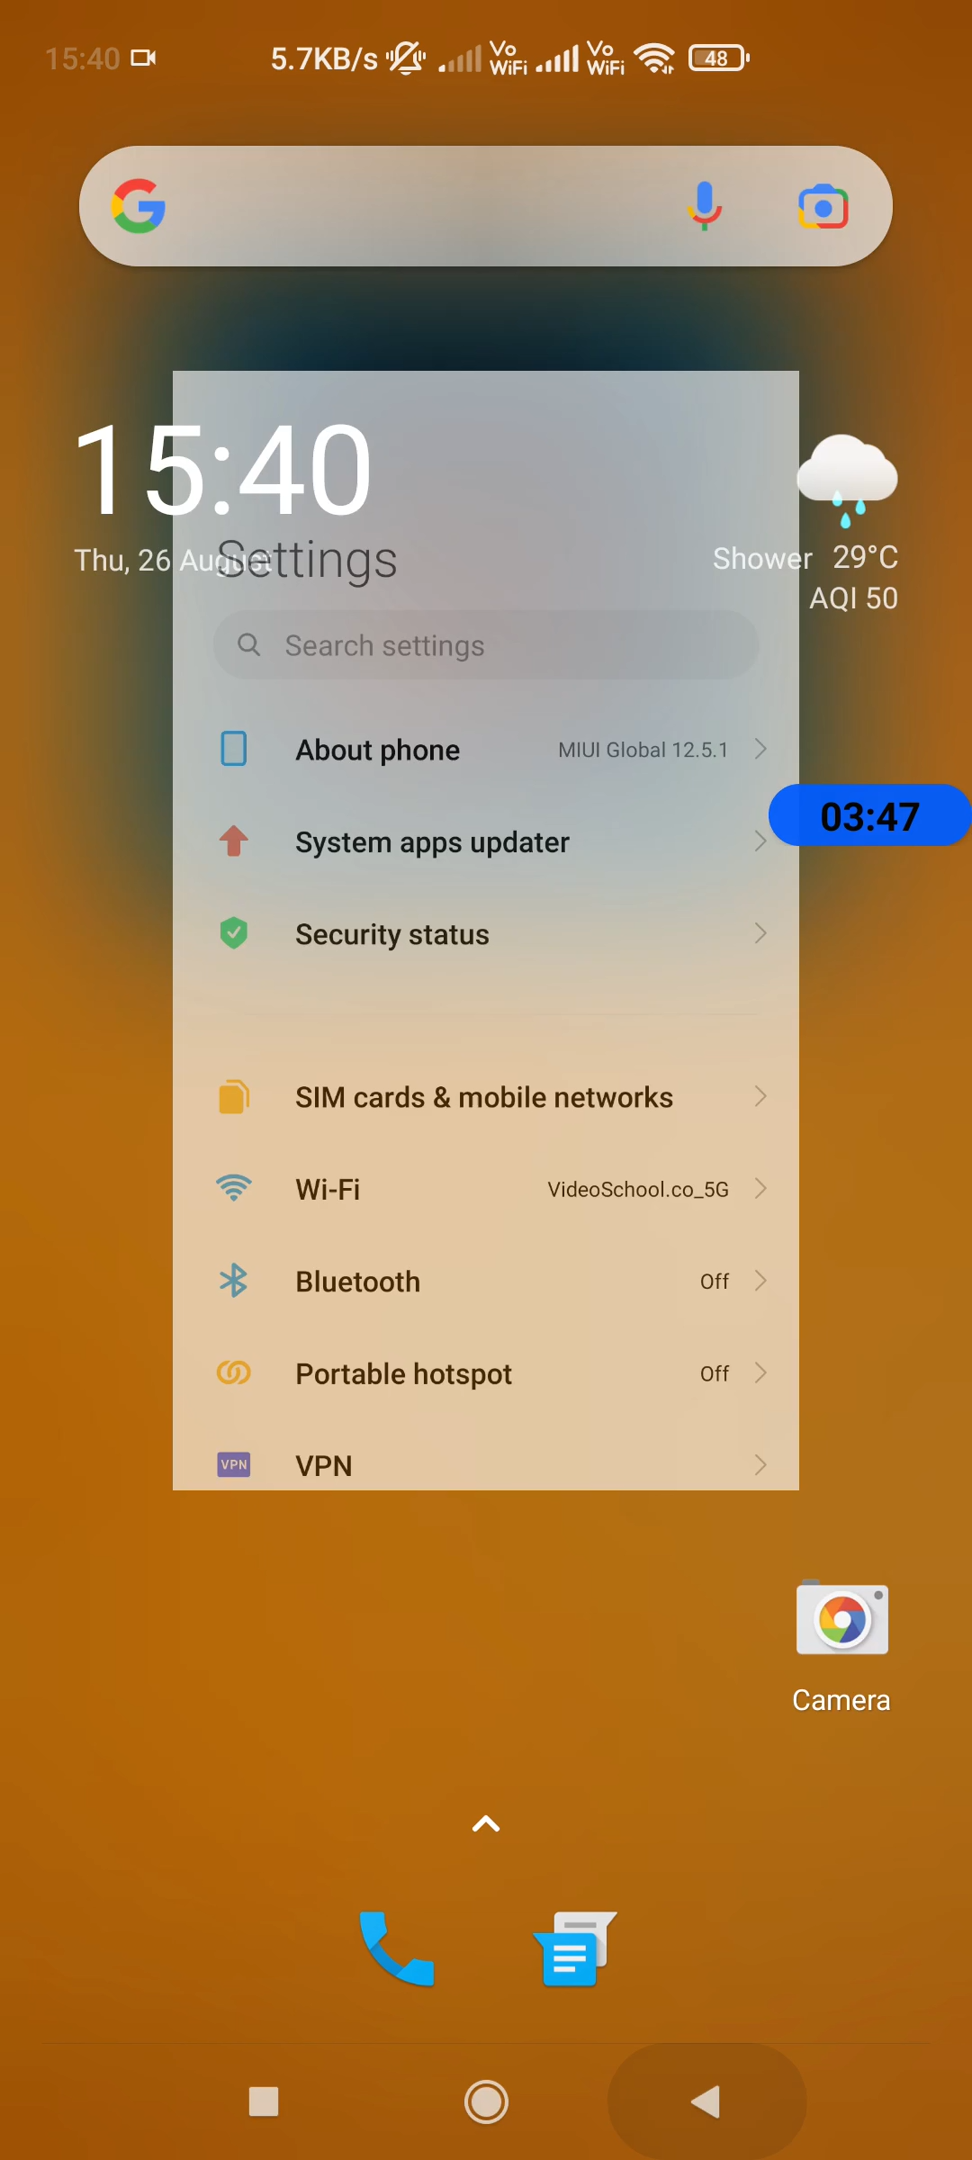 15:40 5.7KB/s Vo WiFi Vo WiFi 48
15:40
Thu, 26 August
Shower 29°C
AQI 50
Settings
Search settings
About phone MIUI Global 12.5.1
03:47
System apps updater
Security status
SIM cards & mobile networks
Wi-Fi VideoSchool.co_5G
Bluetooth Off
Portable hotspot Off
VPN VPN
Camera